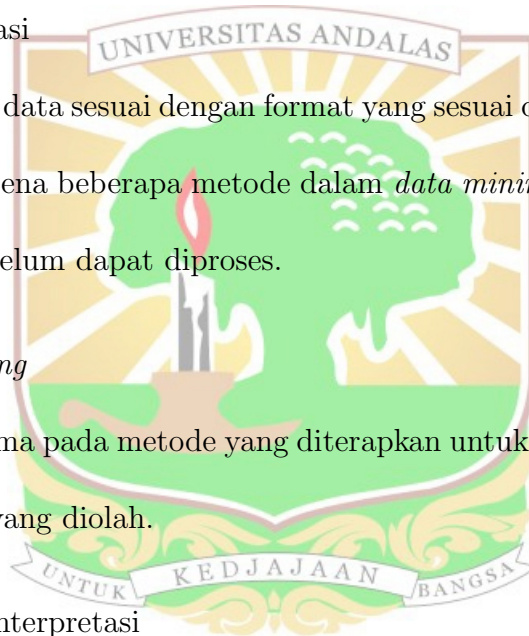 asi
UNIVERSITAS ANDALAS
data sesuai dengan format yang sesuai d
ena beberapa metode dalam data minin
elum dapat diproses.
ng
ma pada metode yang diterapkan untuk
yang diolah.
UNTUK KEDJAJAAN BANGSA
nterpretasi